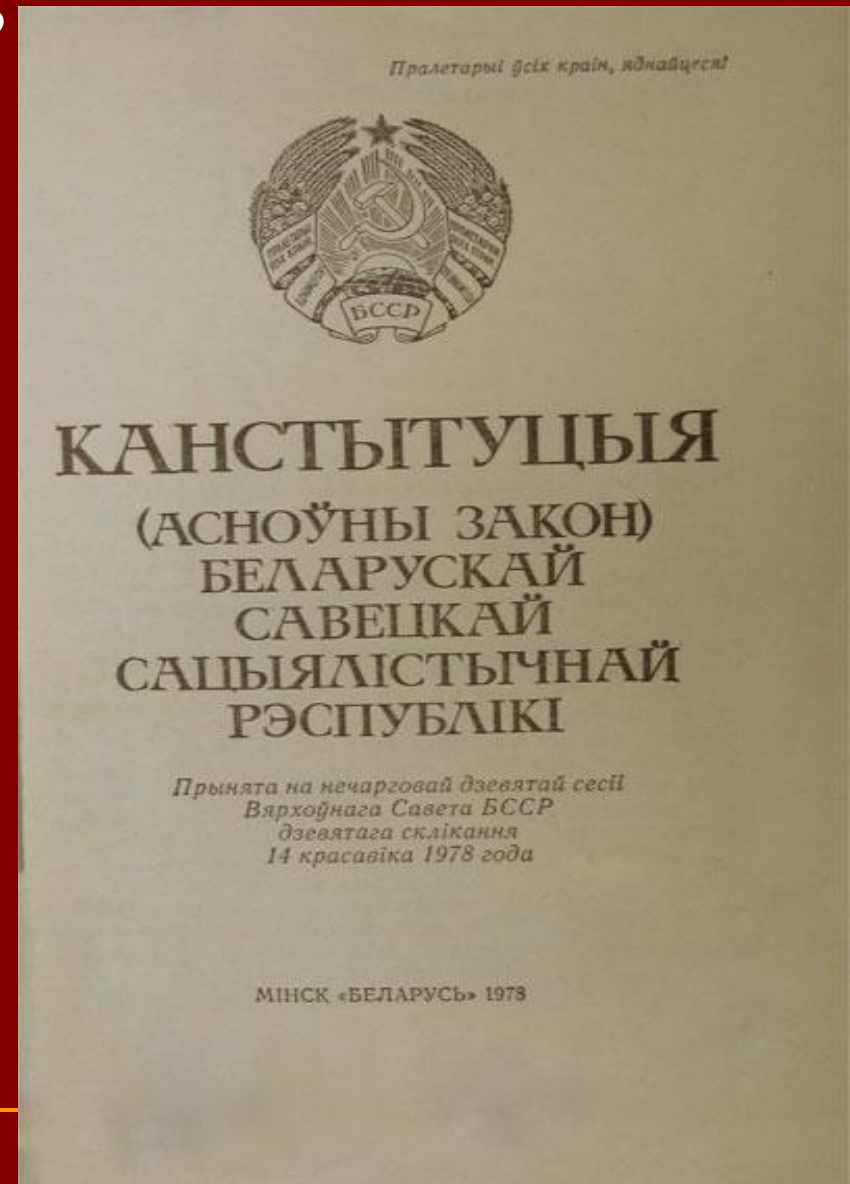 Пралетарыі ўсіх краін, яднайцеся!
БССР
КАНСТЫТУЦЫЯ
(АСНОЎНЫ ЗАКОН)
БЕЛАРУСКАЙ
САВЕЦКАЙ
САЦЫЯЛІСТЫЧНАЙ
РЭСПУБЛІКІ
Прынята на нечарговай дзевятай сесіі
Вярхоўнага Савета БССР
дзевятага склікання
14 красавіка 1978 года
МІНСК «БЕЛАРУСЬ» 1978